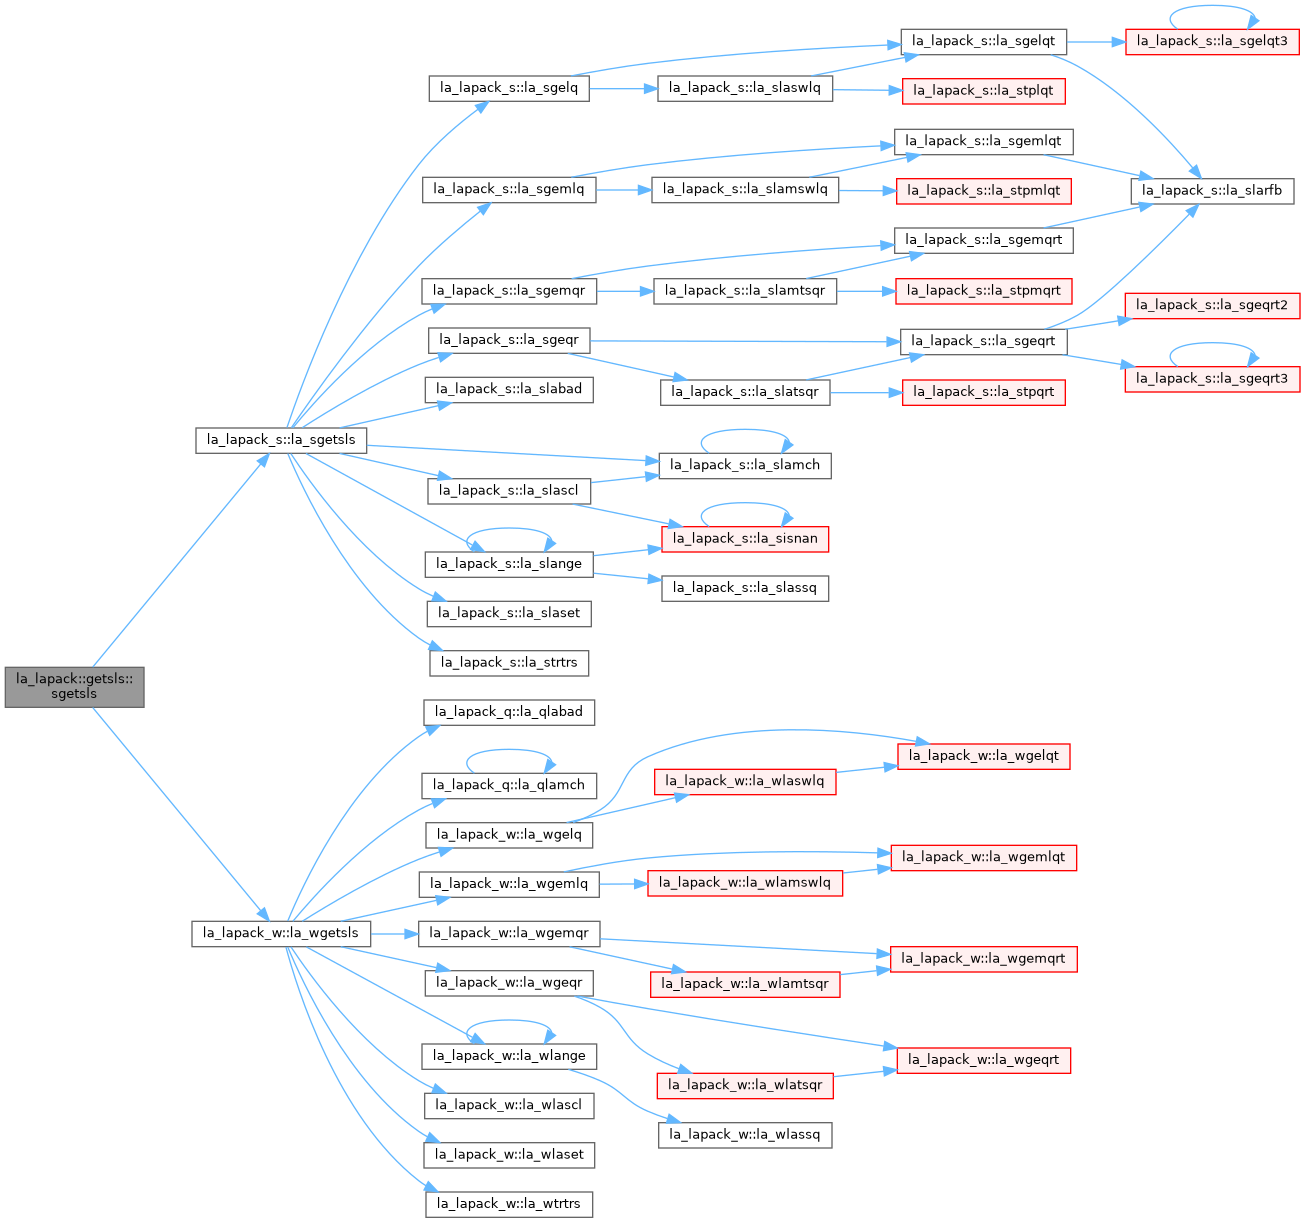 la_lapack::getsls::
sgetsls
la_lapack_s::la_sgetsls
la_lapack_w::la_wgetsls
la_lapack_s::la_sgelq
la_lapack_s::la_sgemlq
la_lapack_s::la_sgemqr
la_lapack_s::la_sgeqr
la_lapack_s::la_slabad
la_lapack_s::la_slascl
la_lapack_s::la_slange
la_lapack_s::la_slaset
la_lapack_s::la_strtrs
la_lapack_q::la_qlabad
la_lapack_q::la_qlamch
la_lapack_w::la_wgelq
la_lapack_w::la_wgemlq
la_lapack_w::la_wgemqr
la_lapack_w::la_wgeqr
la_lapack_w::la_wlange
la_lapack_w::la_wlascl
la_lapack_w::la_wlaset
la_lapack_w::la_wtrtrs
la_lapack_s::la_slaswlq
la_lapack_s::la_slamswlq
la_lapack_s::la_slamtsqr
la_lapack_s::la_slatsqr
la_lapack_s::la_slamch
la_lapack_s::la_sisnan
la_lapack_s::la_slassq
la_lapack_w::la_wlaswlq
la_lapack_w::la_wlamswlq
la_lapack_w::la_wlamtsqr
la_lapack_w::la_wlatsqr
la_lapack_w::la_wlassq
la_lapack_s::la_sgelqt
la_lapack_s::la_stplqt
la_lapack_s::la_sgemlqt
la_lapack_s::la_stpmlqt
la_lapack_s::la_sgemqrt
la_lapack_s::la_stpmqrt
la_lapack_s::la_sgeqrt
la_lapack_s::la_stpqrt
la_lapack_w::la_wgelqt
la_lapack_w::la_wgemlqt
la_lapack_w::la_wgemqrt
la_lapack_w::la_wgeqrt
la_lapack_s::la_sgelqt3
la_lapack_s::la_slarfb
la_lapack_s::la_sgeqrt2
la_lapack_s::la_sgeqrt3